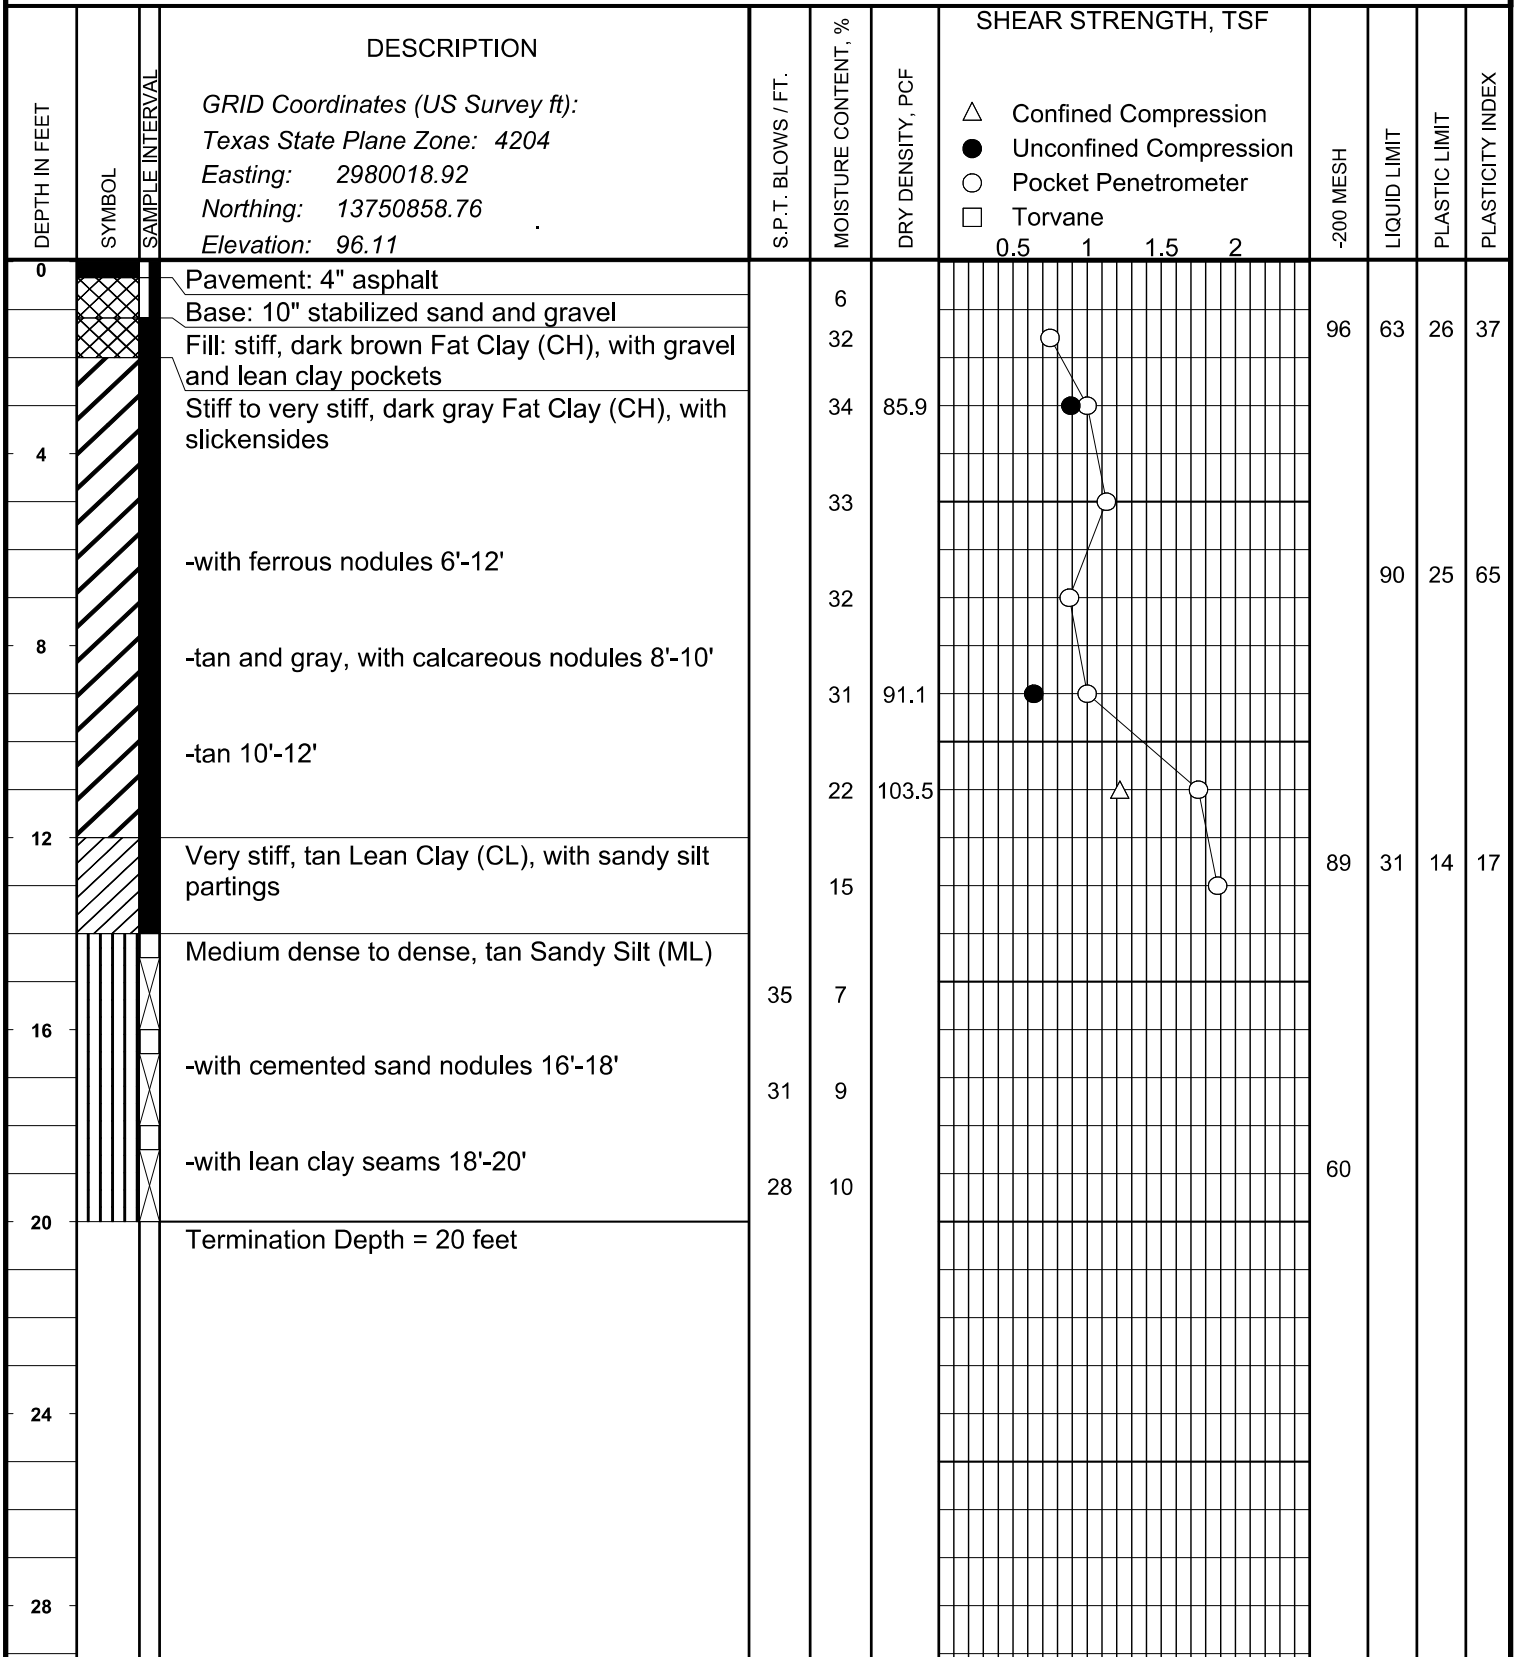 DEPTH IN FEET
SYMBOL
SAMPLE INTERVAL
DESCRIPTION
GRID Coordinates (US Survey ft):
Texas State Plane Zone: 4204
Easting: 2980018.92
Northing: 13750858.76
Elevation: 96.11
S.P.T. BLOWS / FT.
MOISTURE CONTENT, %
DRY DENSITY, PCF
SHEAR STRENGTH, TSF
Confined Compression
Unconfined Compression
Pocket Penetrometer
Torvane
0.5 1 1.5 2
-200 MESH
LIQUID LIMIT
PLASTIC LIMIT
PLASTICITY INDEX
0
Pavement: 4" asphalt
6
Base: 10" stabilized sand and gravel
96 63 26 37
32
Fill: stiff, dark brown Fat Clay (CH), with gravel
and lean clay pockets
Stiff to very stiff, dark gray Fat Clay (CH), with
34 85.9
slickensides
4
33
-with ferrous nodules 6'-12'
90 25 65
32
8
-tan and gray, with calcareous nodules 8'-10'
31 91.1
-tan 10'-12'
22 103.5
12
Very stiff, tan Lean Clay (CL), with sandy silt
89 31 14 17
partings
15
Medium dense to dense, tan Sandy Silt (ML)
35 7
16
-with cemented sand nodules 16'-18'
31 9
-with lean clay seams 18'-20'
60
28 10
20
Termination Depth = 20 feet
24
28